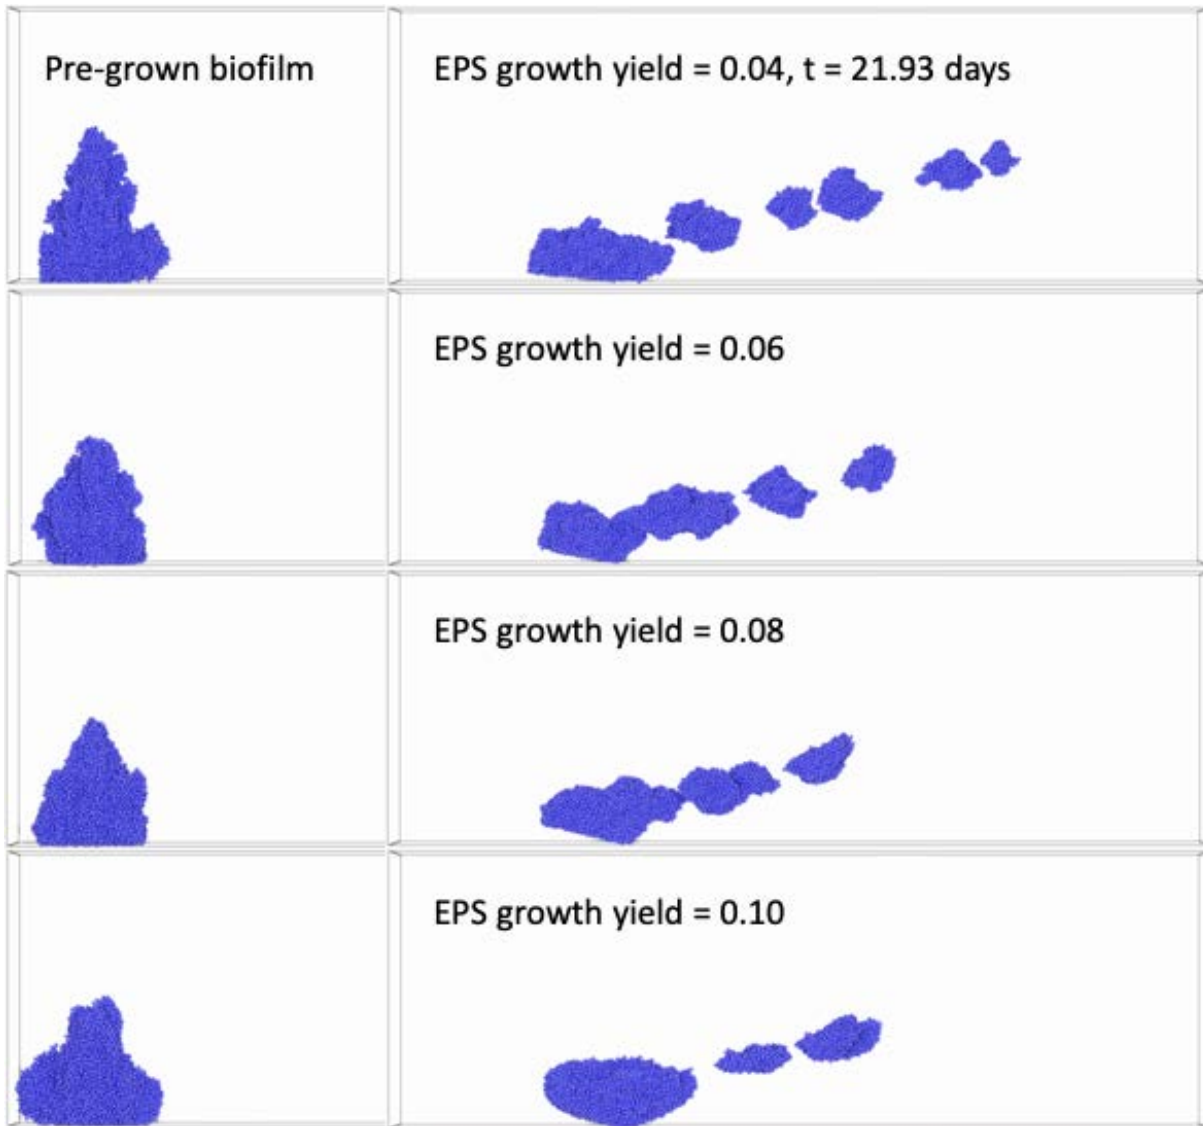 Pre-grown biofilm
EPS growth yield = 0.04, t = 21.93 days
EPS growth yield = 0.06
EPS growth yield = 0.08
EPS growth yield = 0.10